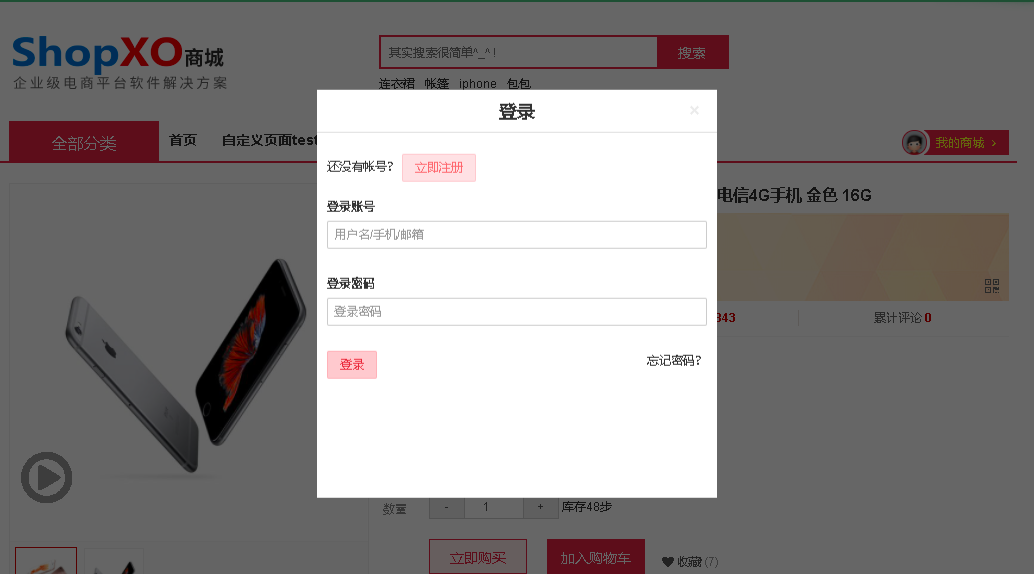 ShopXO商城
企业级电商平台软件解决方案
其实搜索很简单^_^ !
搜索
连衣裙 帐篷 iphone 包包
登录 ×
全部分类 首页 自定义页面test
我的商城 >
还没有帐号? 立即注册
电信4G手机 金色 16G
登录账号
用户名/手机/邮箱
登录密码
登录密码
343
累计评论 0
登录
忘记密码?
数量 - 1 + 库存48步
立即购买 加入购物车 收藏 (7)